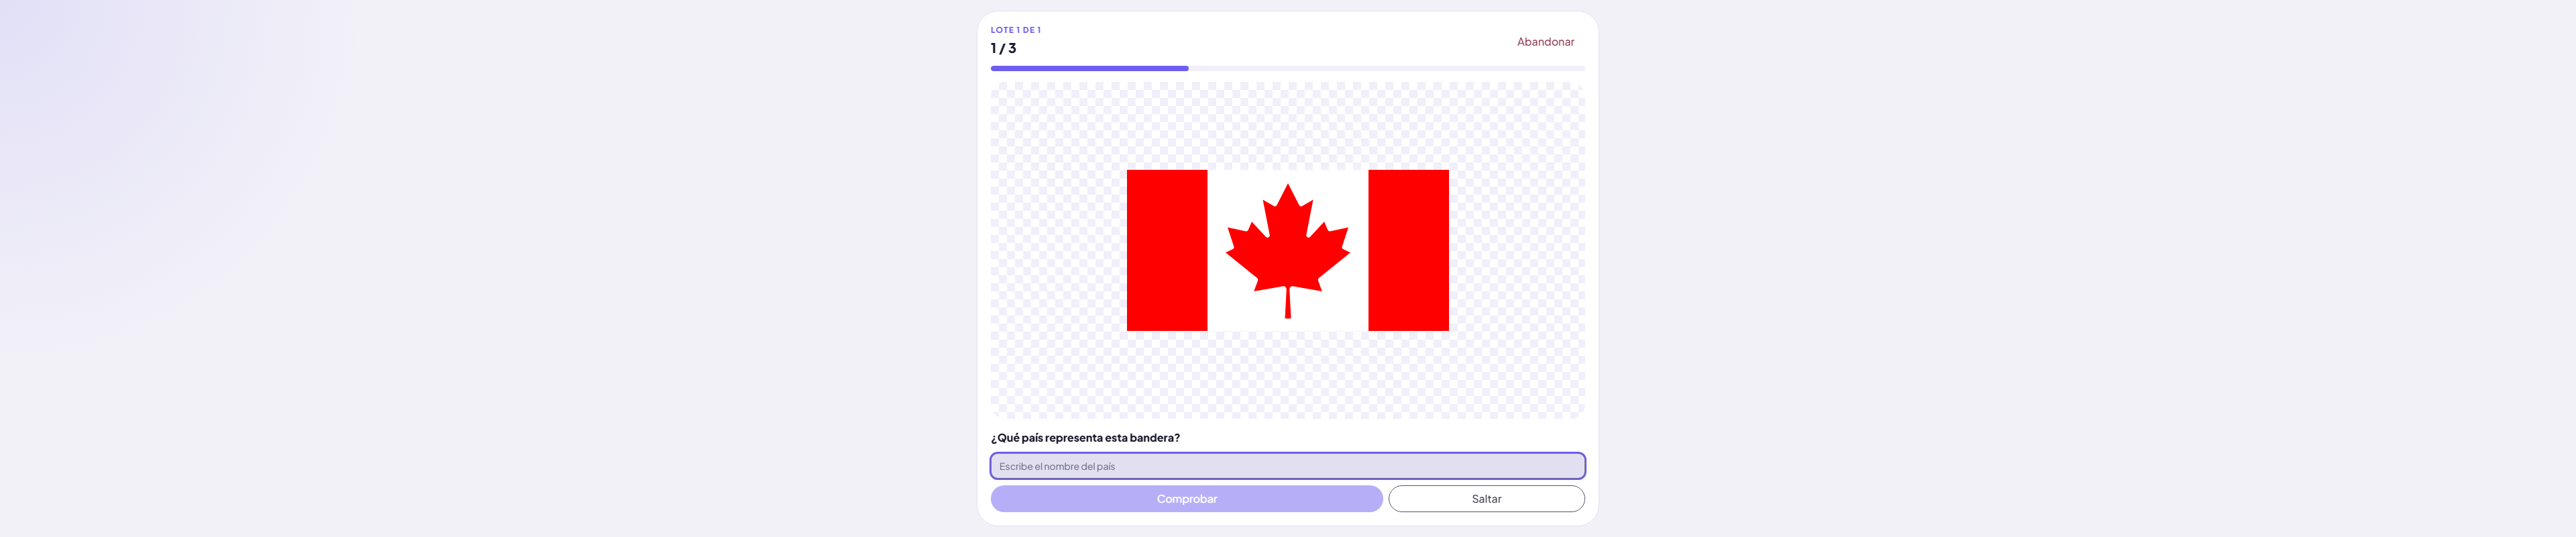 LOTE 1 DE 1
1 / 3
Abandonar
¿Qué país representa esta bandera?
Escribe el nombre del país
Comprobar
Saltar